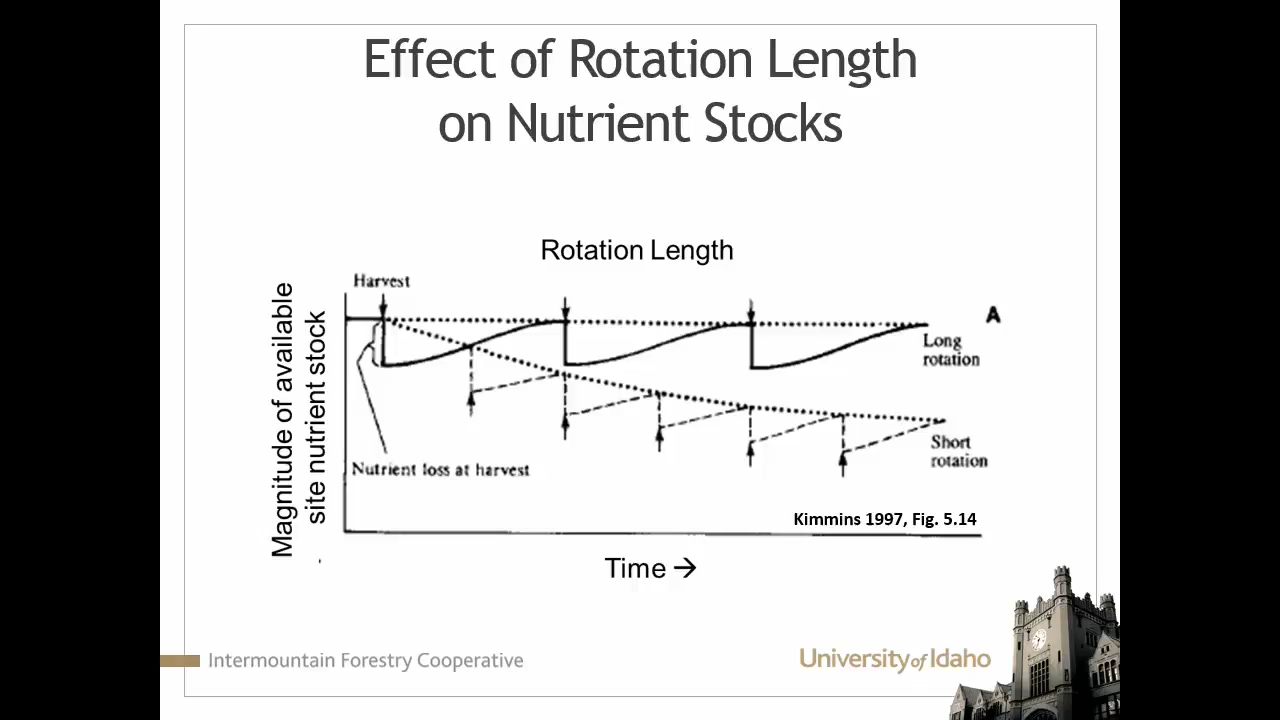 Effect of Rotation Length
on Nutrient Stocks
Rotation Length
Harvest
A
Long
rotation
Magnitude of available
site nutrient stock
Short
rotation
Nutrient loss at harvest
Kimmins 1997, Fig. 5.14
Time →
Intermountain Forestry Cooperative
University of Idaho